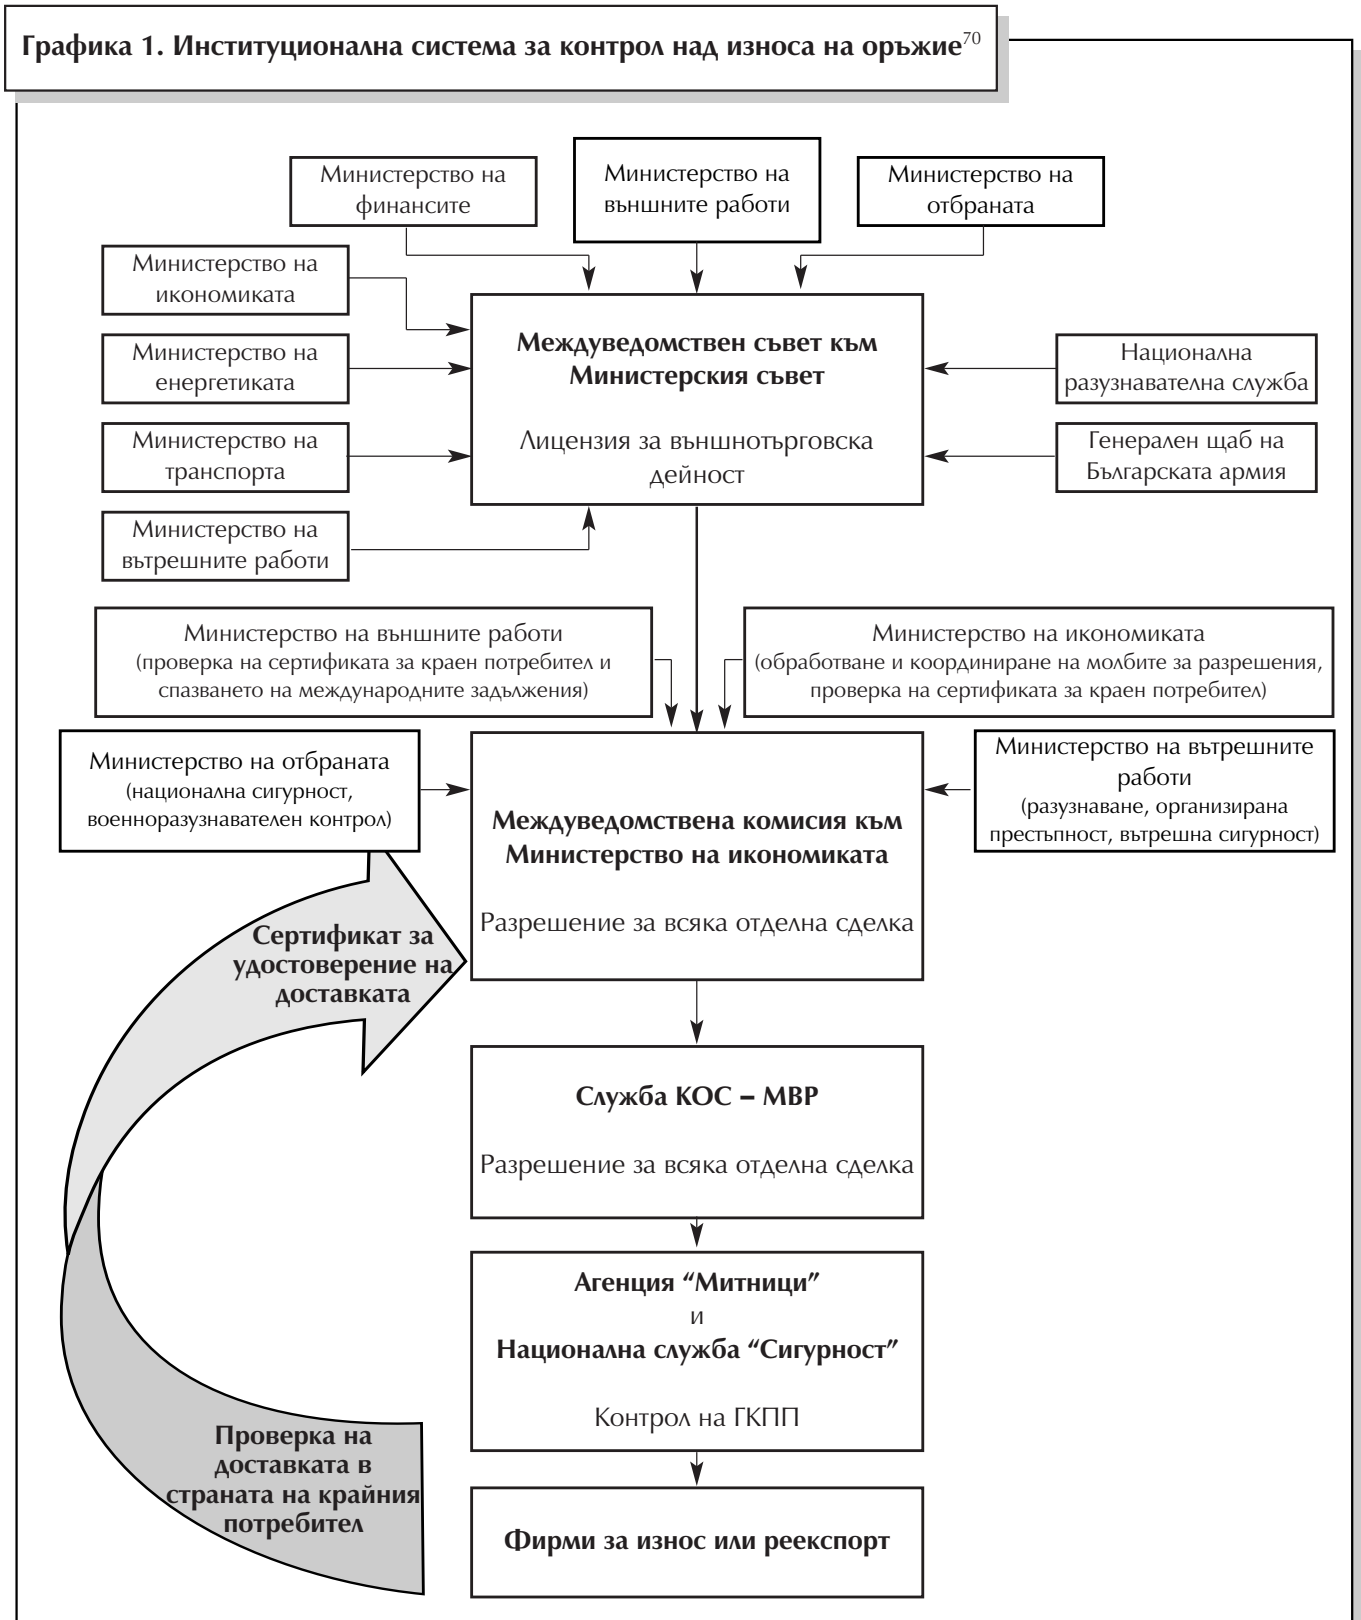 Графика 1. Институционална система за контрол над износа на оръжие70
Министерство на
финансите
Министерство на
външните работи
Министерство на
отбраната
Министерство на
икономиката
Министерство на
енергетиката
Министерство на
транспорта
Министерство на
вътрешните работи
Междуведомствен съвет към
Министерския съвет
Лицензия за външнотърговска
дейност
Национална
разузнавателна служба
Генерален щаб на
Българската армия
Министерство на външните работи
(проверка на сертификата за краен потребител и
спазването на международните задължения)
Министерство на икономиката
(обработване и координиране на молбите за разрешения,
проверка на сертификата за краен потребител)
Министерство на отбраната
(национална сигурност,
военноразузнавателен контрол)
Министерство на вътрешните
работи
(разузнаване, организирана
престъпност, вътрешна сигурност)
Междуведомствена комисия към
Министерство на икономиката
Разрешение за всяка отделна сделка
Сертификат за
удостоверение на
доставката
Служба КОС – МВР
Разрешение за всяка отделна сделка
Агенция “Митници”
и
Национална служба “Сигурност”
Контрол на ГКПП
Проверка на
доставката в
страната на крайния
потребител
Фирми за износ или реекспорт